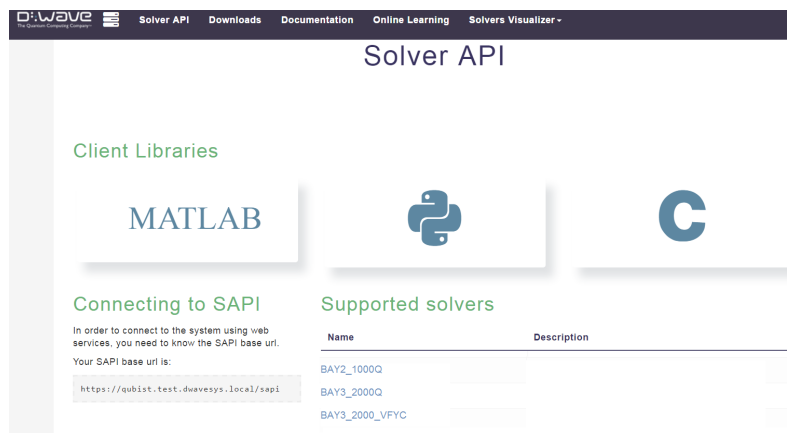 D:WAVE
The Quantum Computing Company
Solver API Downloads Documentation Online Learning Solvers Visualizer
Solver API
Client Libraries
MATLAB
C
Connecting to SAPI
In order to connect to the system using web
services, you need to know the SAPI base url.
Your SAPI base url is:
https://qubist.test.dwavesys.local/sapi
Supported solvers
Name Description
BAY2_1000Q
BAY3_2000Q
BAY3_2000_VFYC